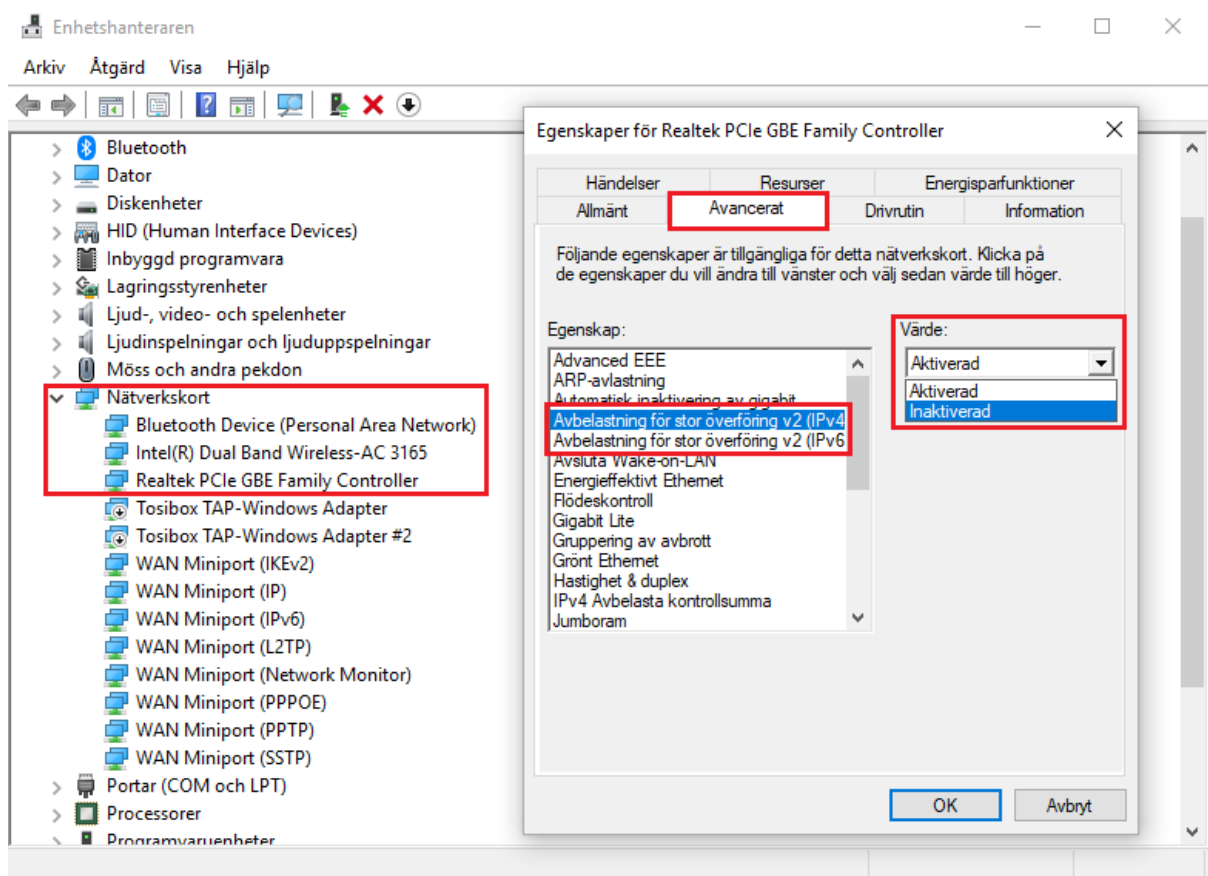 Enhetshanteraren
Arkiv Åtgärd Visa Hjälp
Bluetooth
Dator
Diskenheter
HID (Human Interface Devices)
Inbyggd programvara
Lagringsstyrenheter
Ljud-, video- och spelenheter
Ljudinspelningar och ljuduppspelningar
Möss och andra pekdon
Nätverkskort
Bluetooth Device (Personal Area Network)
Intel(R) Dual Band Wireless-AC 3165
Realtek PCIe GBE Family Controller
Tosibox TAP-Windows Adapter
Tosibox TAP-Windows Adapter #2
WAN Miniport (IKEv2)
WAN Miniport (IP)
WAN Miniport (IPv6)
WAN Miniport (L2TP)
WAN Miniport (Network Monitor)
WAN Miniport (PPPOE)
WAN Miniport (PPTP)
WAN Miniport (SSTP)
Portar (COM och LPT)
Processorer
Programvaruenheter
Egenskaper för Realtek PCIe GBE Family Controller
Händelser Resurser Energisparfunktioner
Allmänt Avancerat Drivrutin Information
Följande egenskaper är tillgängliga för detta nätverkskort. Klicka på
de egenskaper du vill ändra till vänster och välj sedan värde till höger.
Egenskap:
Advanced EEE
ARP-avlastning
Automatisk inaktivering av gigabit
Avbelastning för stor överföring v2 (IPv4
Avbelastning för stor överföring v2 (IPv6
Avsluta Wake-on-LAN
Energieffektivt Ethernet
Flödeskontroll
Gigabit Lite
Gruppering av avbrott
Grönt Ethernet
Hastighet & duplex
IPv4 Avbelasta kontrollsumma
Jumboram
Värde:
Aktiverad
Aktiverad
Inaktiverad
OK Avbryt